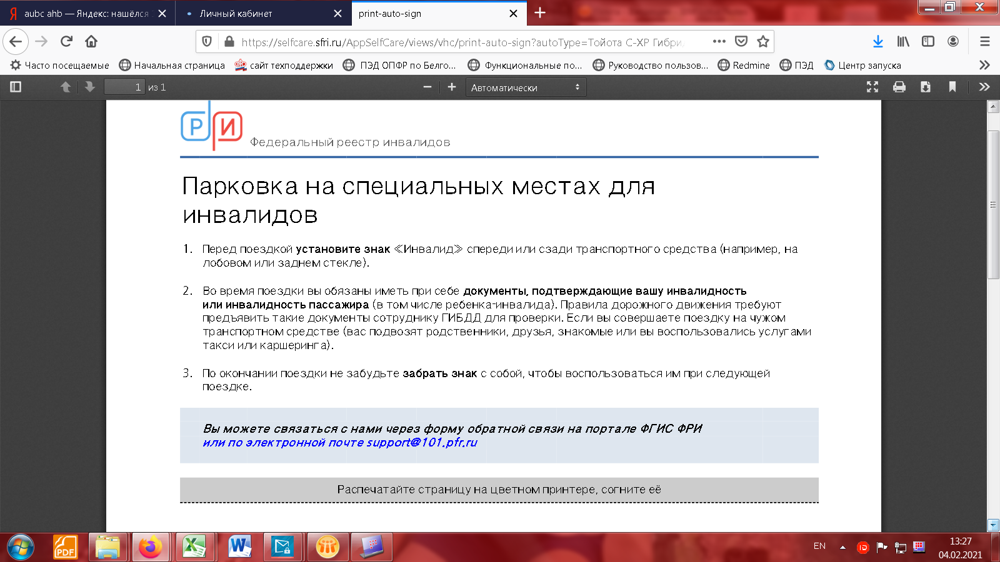 aubc ahb — Яндекс: нашёлся
Личный кабинет
print-auto-sign
https://selfcare.sfri.ru/AppSelfCare/views/vhc/print-auto-sign?autoType=Тойота C-ХР Гибри
Часто посещаемые
Начальная страница
сайт техподдержки
ПЭД ОПФР по Белго...
Функциональные по...
Руководство пользов...
Redmine
ПЭД
Центр запуска
1 из 1
Автоматически
РИ
Федеральный реестр инвалидов
Парковка на специальных местах для
инвалидов
1. Перед поездкой установите знак ≪Инвалид≫ спереди или сзади транспортного средства (например, на
лобовом или заднем стекле).
2. Во время поездки вы обязаны иметь при себе документы, подтверждающие вашу инвалидность
или инвалидность пассажира (в том числе ребенка-инвалида). Правила дорожного движения требуют
предъявить такие документы сотруднику ГИБДД для проверки. Если вы совершаете поездку на чужом
транспортном средстве (вас подвозят родственники, друзья, знакомые или вы воспользовались услугами
такси или каршеринга).
3. По окончании поездки не забудьте забрать знак с собой, чтобы воспользоваться им при следующей
поездке.
Вы можете связаться с нами через форму обратной связи на портале ФГИС ФРИ
или по электронной почте support@101.pfr.ru
Распечатайте страницу на цветном принтере, согните её
PDF
EN
iD
13:27
04.02.2021